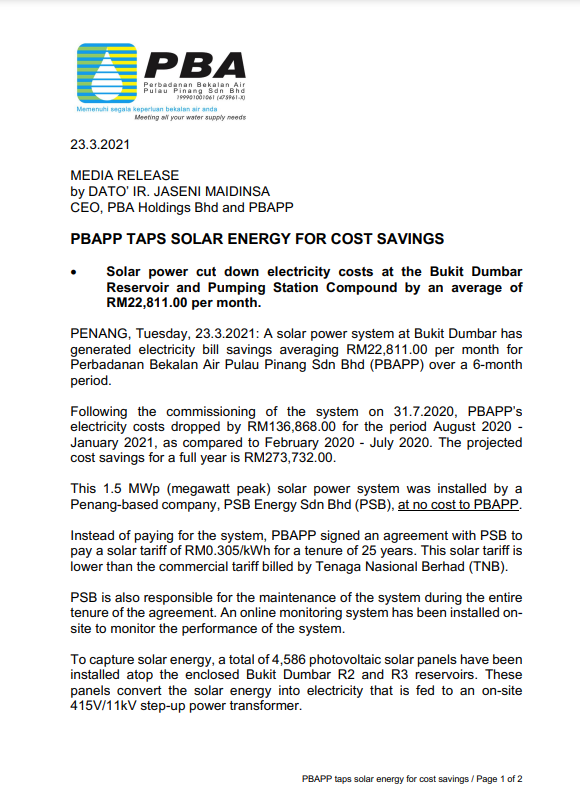 PBA
Perbadanan Bekalan Air
Pulau Pinang Sdn Bhd
199901001061 (475961-X)
Memenuhi segala keperluan bekalan air anda
Meeting all your water supply needs
23.3.2021
MEDIA RELEASE
by DATO’ IR. JASENI MAIDINSA
CEO, PBA Holdings Bhd and PBAPP
PBAPP TAPS SOLAR ENERGY FOR COST SAVINGS
• Solar power cut down electricity costs at the Bukit Dumbar
Reservoir and Pumping Station Compound by an average of
RM22,811.00 per month.
PENANG, Tuesday, 23.3.2021: A solar power system at Bukit Dumbar has
generated electricity bill savings averaging RM22,811.00 per month for
Perbadanan Bekalan Air Pulau Pinang Sdn Bhd (PBAPP) over a 6-month
period.
Following the commissioning of the system on 31.7.2020, PBAPP’s
electricity costs dropped by RM136,868.00 for the period August 2020 -
January 2021, as compared to February 2020 - July 2020. The projected
cost savings for a full year is RM273,732.00.
This 1.5 MWp (megawatt peak) solar power system was installed by a
Penang-based company, PSB Energy Sdn Bhd (PSB), at no cost to PBAPP.
Instead of paying for the system, PBAPP signed an agreement with PSB to
pay a solar tariff of RM0.305/kWh for a tenure of 25 years. This solar tariff is
lower than the commercial tariff billed by Tenaga Nasional Berhad (TNB).
PSB is also responsible for the maintenance of the system during the entire
tenure of the agreement. An online monitoring system has been installed on-
site to monitor the performance of the system.
To capture solar energy, a total of 4,586 photovoltaic solar panels have been
installed atop the enclosed Bukit Dumbar R2 and R3 reservoirs. These
panels convert the solar energy into electricity that is fed to an on-site
415V/11kV step-up power transformer.
PBAPP taps solar energy for cost savings / Page 1 of 2